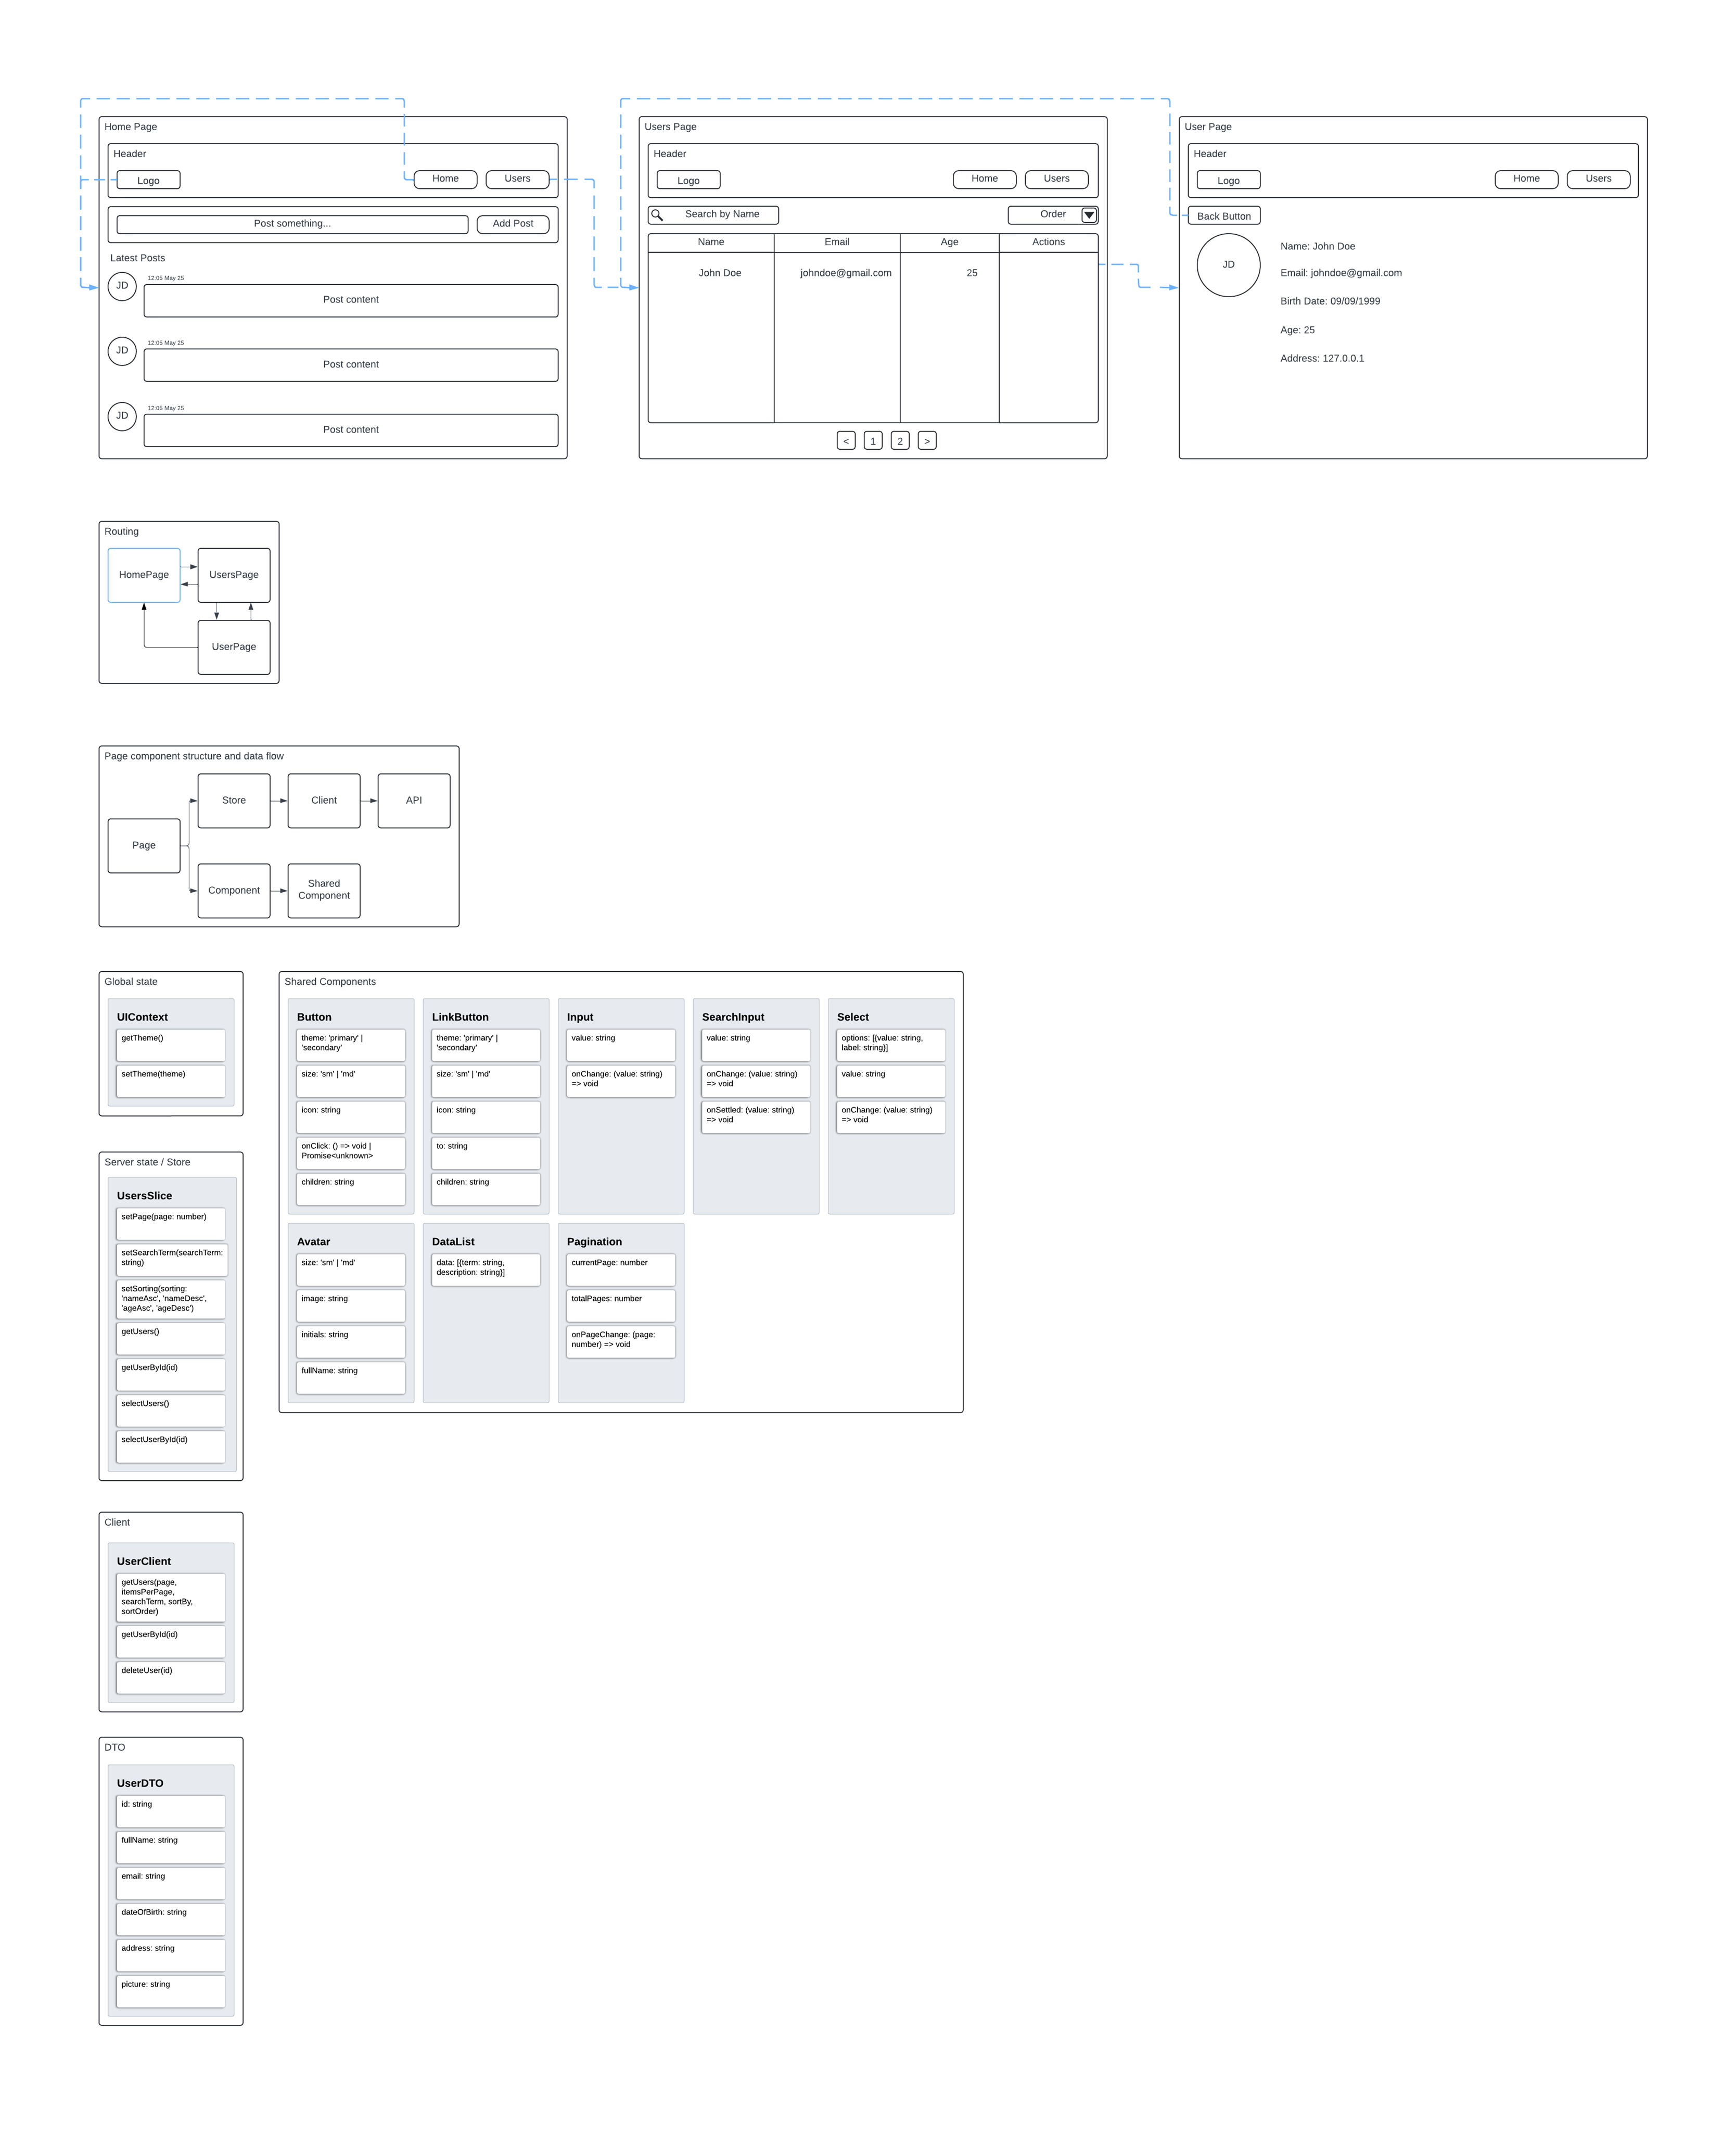 Home Page
Header
Logo
Home
Users
Post something...
Add Post
Latest Posts
JD
12:05 May 25
Post content
JD
12:05 May 25
Post content
JD
12:05 May 25
Post content
Users Page
Header
Logo
Home
Users
Search by Name
Order
Name
Email
Age
Actions
John Doe
johndoe@gmail.com
25
<
1
2
>
User Page
Header
Logo
Home
Users
Back Button
JD
Name: John Doe
Email: johndoe@gmail.com
Birth Date: 09/09/1999
Age: 25
Address: 127.0.0.1
Routing
HomePage
UsersPage
UserPage
Page component structure and data flow
Page
Store
Client
API
Component
Shared
Component
Global state
UIContext
getTheme()
setTheme(theme)
Shared Components
Button
theme: 'primary' |
'secondary'
size: 'sm' | 'md'
icon: string
onClick: () => void |
Promise<unknown>
children: string
LinkButton
theme: 'primary' |
'secondary'
size: 'sm' | 'md'
icon: string
to: string
children: string
Input
value: string
onChange: (value: string)
=> void
SearchInput
value: string
onChange: (value: string)
=> void
onSettled: (value: string)
=> void
Select
options: [{value: string,
label: string}]
value: string
onChange: (value: string)
=> void
Avatar
size: 'sm' | 'md'
image: string
initials: string
fullName: string
DataList
data: [{term: string,
description: string}]
Pagination
currentPage: number
totalPages: number
onPageChange: (page:
number) => void
Server state / Store
UsersSlice
setPage(page: number)
setSearchTerm(searchTerm:
string)
setSorting(sorting:
'nameAsc', 'nameDesc',
'ageAsc', 'ageDesc')
getUsers()
getUserById(id)
selectUsers()
selectUserById(id)
Client
UserClient
getUsers(page,
itemsPerPage,
searchTerm, sortBy,
sortOrder)
getUserById(id)
deleteUser(id)
DTO
UserDTO
id: string
fullName: string
email: string
dateOfBirth: string
address: string
picture: string